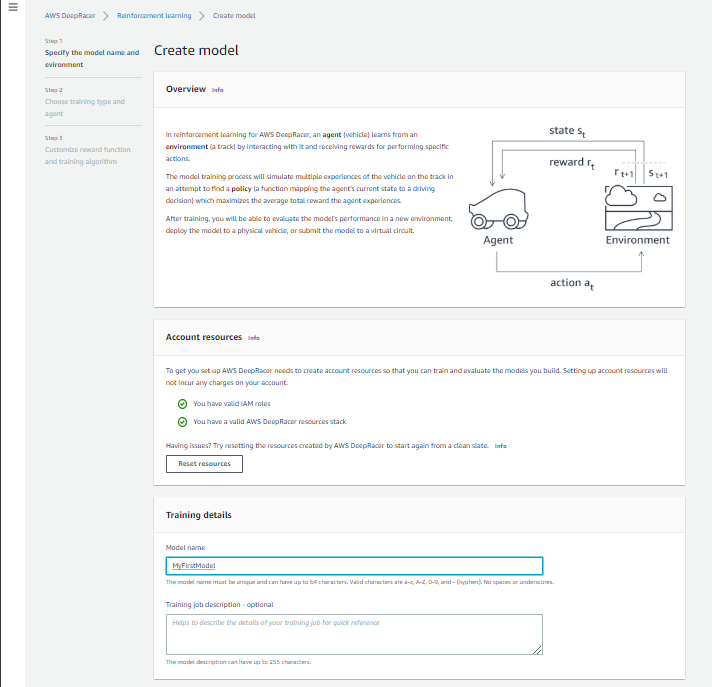 AWS DeepRacer
Reinforcement learning
Create model
Step 1
Specify the model name and
evironment
Step 2
Choose training type and
agent
Step 3
Customize reward function
and training algorithm
Create model
Overview Info
In reinforcement learning for AWS DeepRacer, an agent (vehicle) learns from an
environment (a track) by interacting with it and receiving rewards for performing specific
actions.
The model training process will simulate multiple experiences of the vehicle on the track in
an attempt to find a policy (a function mapping the agent's current state to a driving
decision) which maximizes the average total reward the agent experiences.
After training, you will be able to evaluate the model's performance in a new environment,
deploy the model to a physical vehicle, or submit the model to a virtual circuit.
state st
reward rt
rt+1 st+1
Agent
Environment
action at
Account resources Info
To get you set up AWS DeepRacer needs to create account resources so that you can train and evaluate the models you build. Setting up account resources will
not incur any charges on your account.
You have valid IAM roles
You have a valid AWS DeepRacer resources stack
Having issues? Try resetting the resources created by AWS DeepRacer to start again from a clean slate. Info
Reset resources
Training details
Model name
MyFirstModel
The model name must be unique and can have up to 64 characters. Valid characters are a-z, A-Z, 0-9, and - (hyphen). No spaces or underscores.
Training job description - optional
Helps to describe the details of your training job for quick reference
The model description can have up to 255 characters.